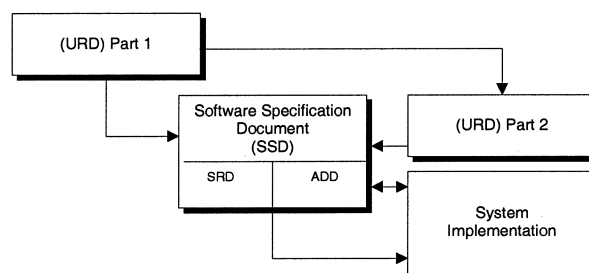 (URD) Part 1
Software Specification
Document
(SSD)
(URD) Part 2
SRD
ADD
System
Implementation